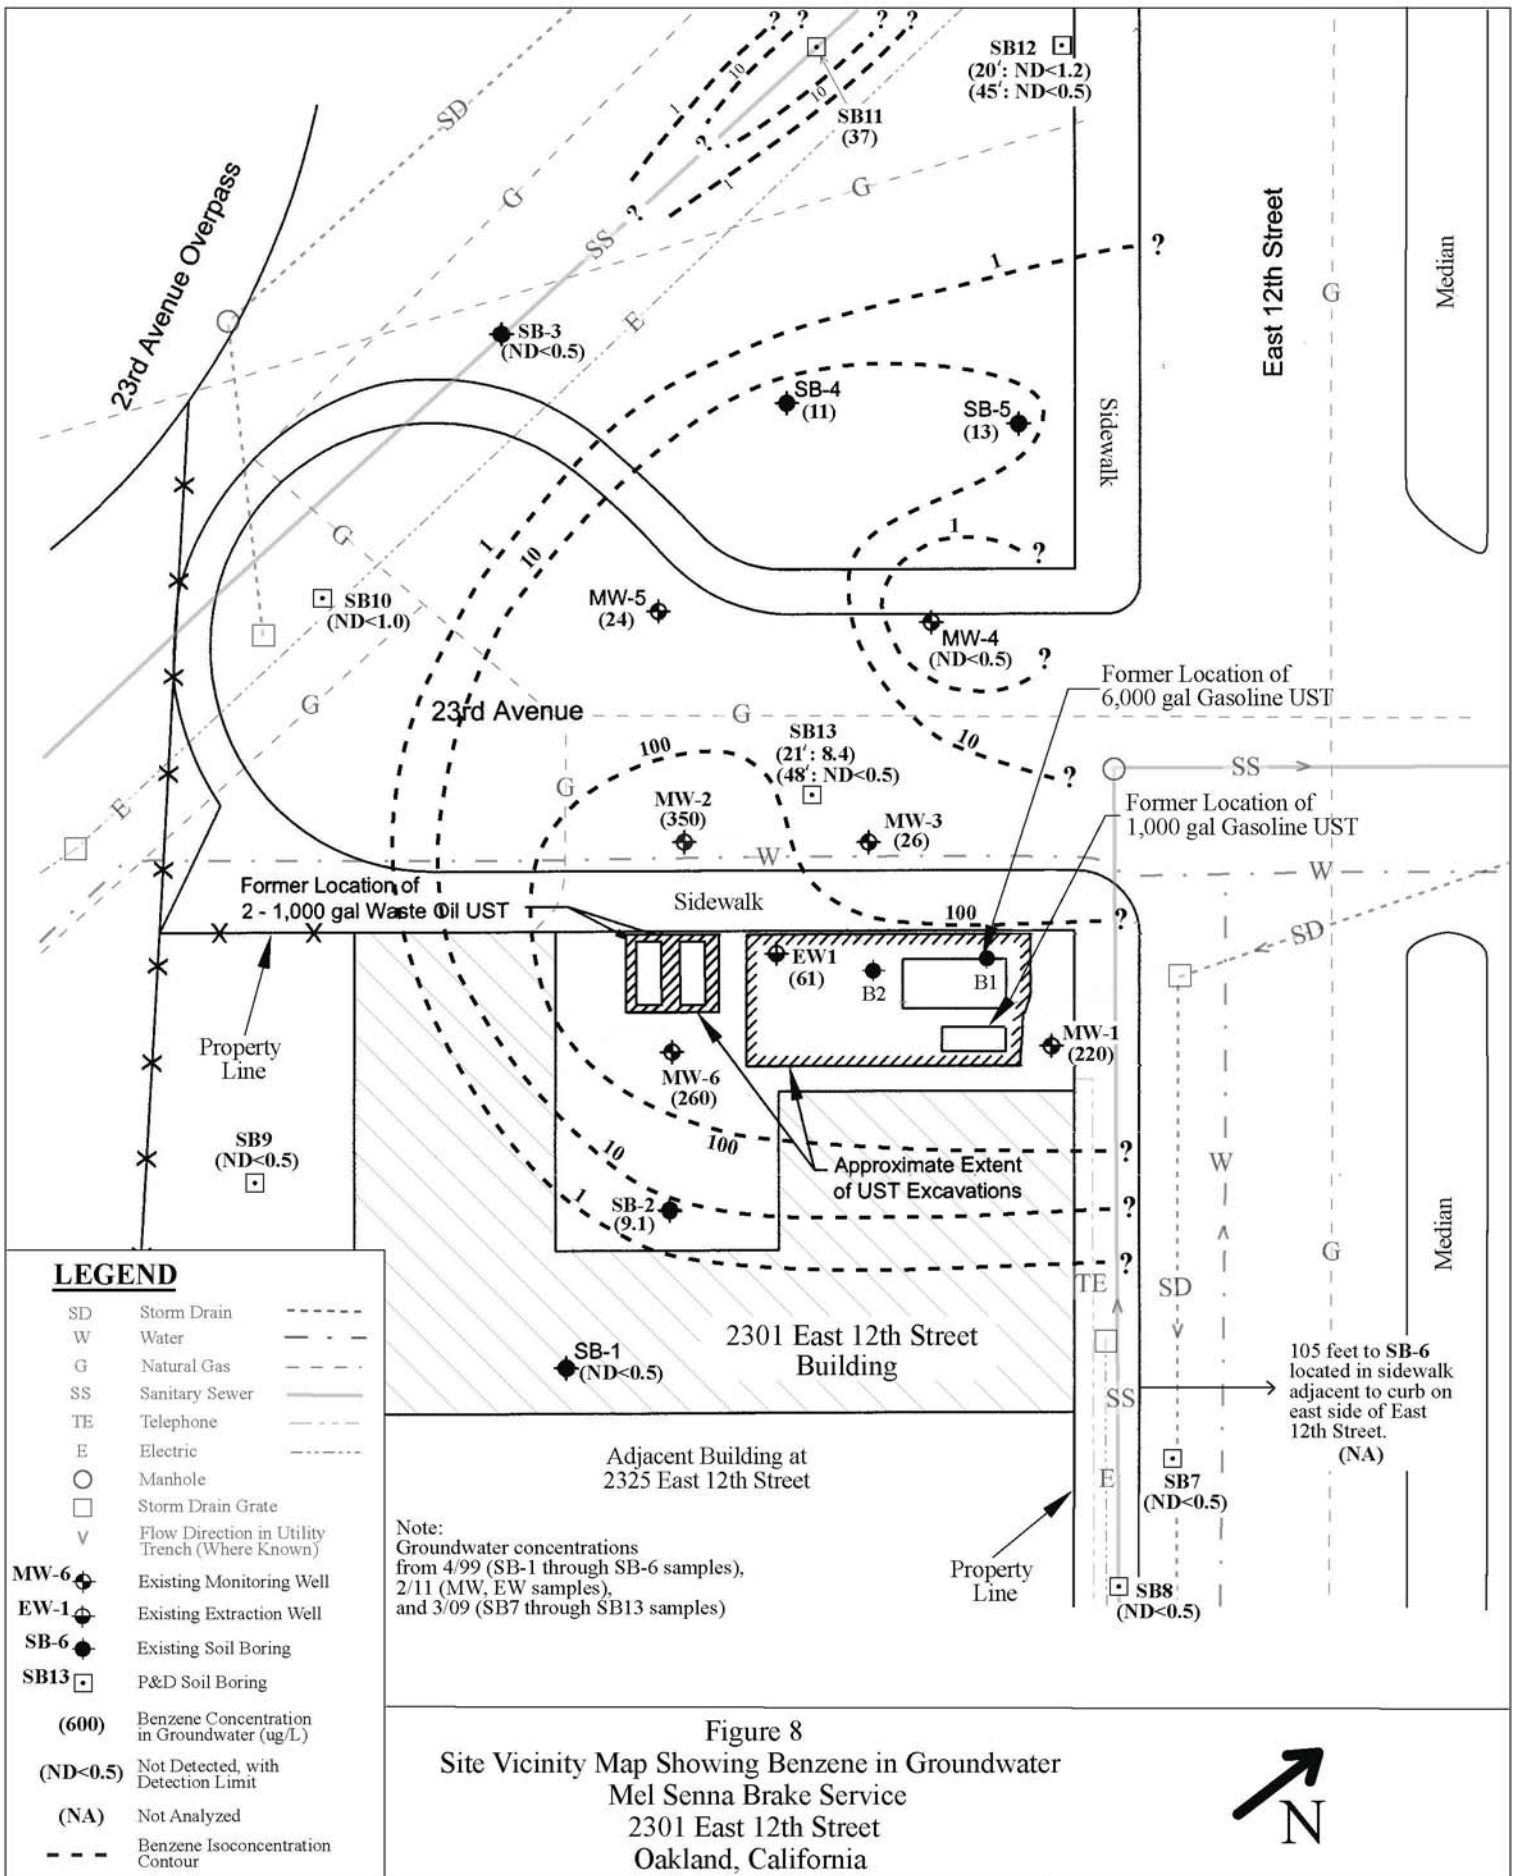 ? ? ? ?
SB12
(20': ND<1.2)
(45': ND<0.5)
SD
1
10
10
SB11
(37)
?
1
G
G
?
SS
23rd Avenue Overpass
East 12th Street
Median
1
?
G
E
SB-3
(ND<0.5)
SB-4
(11)
SB-5
(13)
Sidewalk
G
1
10
1
?
SB10
(ND<1.0)
MW-5
(24)
MW-4
(ND<0.5)
?
Former Location of
6,000 gal Gasoline UST
G
23rd Avenue
G
SB13
(21': 8.4)
(48': ND<0.5)
100
10
?
SS
G
E
MW-2
(350)
MW-3
(26)
Former Location of
1,000 gal Gasoline UST
W
W
Former Location of
2 - 1,000 gal Waste Oil UST
Sidewalk
100
?
SD
EW1
(61)
B2
B1
Property
Line
MW-1
(220)
MW-6
(260)
SB9
(ND<0.5)
100
?
10
Approximate Extent
of UST Excavations
W
1
SB-2
(9.1)
?
?
G
Median
TE
SD
2301 East 12th Street
Building
SB-1
(ND<0.5)
105 feet to SB-6
located in sidewalk
adjacent to curb on
east side of East
12th Street.
(NA)
SS
Adjacent Building at
2325 East 12th Street
E
SB7
(ND<0.5)
Note:
Groundwater concentrations
from 4/99 (SB-1 through SB-6 samples),
2/11 (MW, EW samples),
and 3/09 (SB7 through SB13 samples)
Property
Line
SB8
(ND<0.5)
LEGEND
SD Storm Drain
W Water
G Natural Gas
SS Sanitary Sewer
TE Telephone
E Electric
Manhole
Storm Drain Grate
Flow Direction in Utility
Trench (Where Known)
MW-6 Existing Monitoring Well
EW-1 Existing Extraction Well
SB-6 Existing Soil Boring
SB13 P&D Soil Boring
(600) Benzene Concentration
in Groundwater (ug/L)
(ND<0.5) Not Detected, with
Detection Limit
(NA) Not Analyzed
Benzene Isoconcentration
Contour
Figure 8
Site Vicinity Map Showing Benzene in Groundwater
Mel Senna Brake Service
2301 East 12th Street
Oakland, California
N